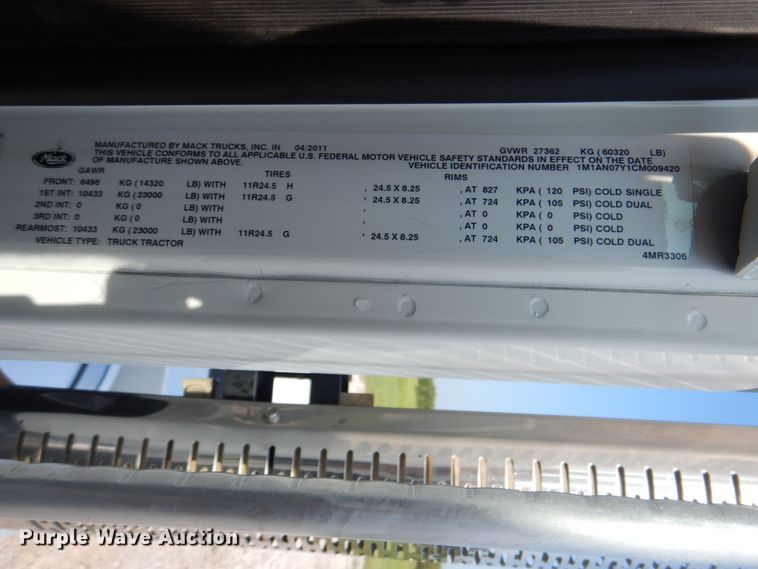 Mack
MANUFACTURED BY MACK TRUCKS, INC. IN 04/2011 GVWR 27362 KG ( 60320 LB)
THIS VEHICLE CONFORMS TO ALL APPLICABLE U.S. FEDERAL MOTOR VEHICLE SAFETY STANDARDS IN EFFECT ON THE DATE
OF MANUFACTURE SHOWN ABOVE. VEHICLE IDENTIFICATION NUMBER 1M1AN07Y1CM009420
GAWR TIRES RIMS
FRONT: 6496 KG ( 14320 LB) WITH 11R24.5 H , 24.5 X 8.25 , AT 827 KPA ( 120 PSI) COLD SINGLE
1ST INT: 10433 KG ( 23000 LB) WITH 11R24.5 G , 24.5 X 8.25 , AT 724 KPA ( 105 PSI) COLD DUAL
2ND INT: 0 KG ( 0 LB) WITH , , AT 0 KPA ( 0 PSI) COLD
3RD INT: 0 KG ( 0 LB) WITH , , AT 0 KPA ( 0 PSI) COLD
REARMOST: 10433 KG ( 23000 LB) WITH 11R24.5 G , 24.5 X 8.25 , AT 724 KPA ( 105 PSI) COLD DUAL
VEHICLE TYPE: TRUCK TRACTOR
4MR3306
Purple Wave Auction